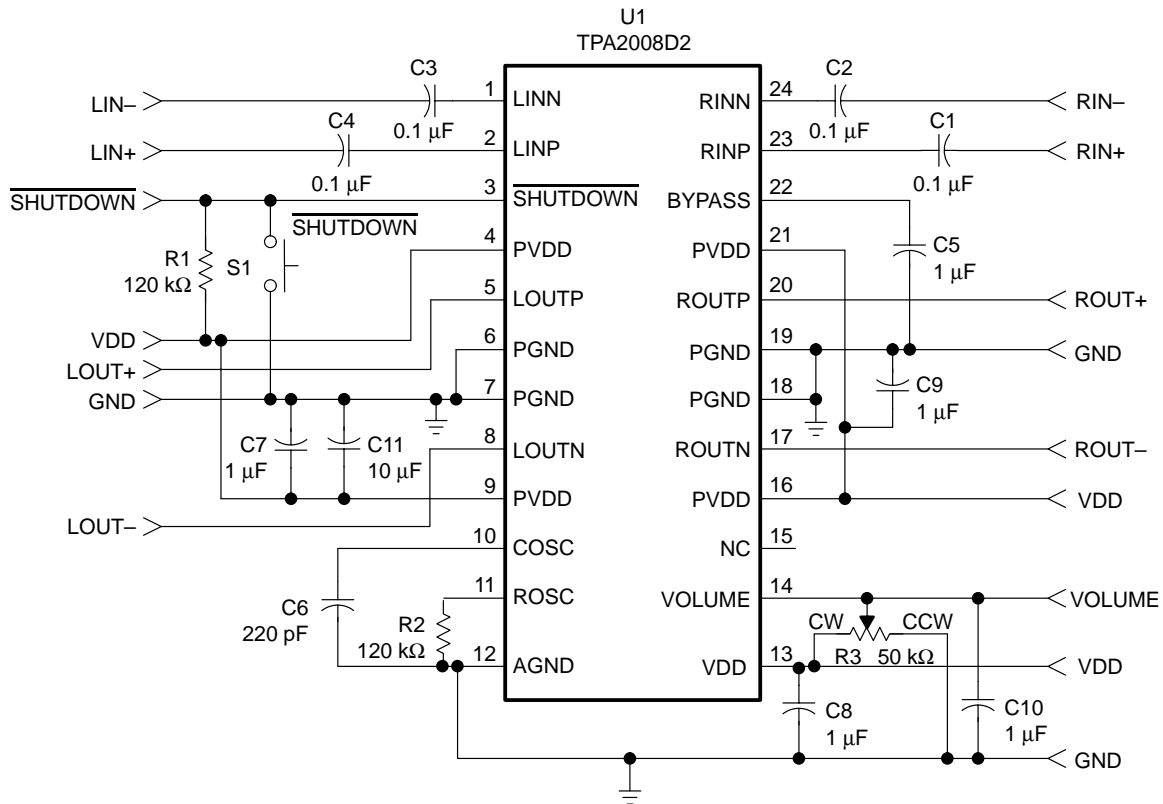 U1
TPA2008D2
LIN–
C3
0.1 µF
1
LINN
RINN
24
C2
0.1 µF
RIN–
LIN+
C4
0.1 µF
2
LINP
RINP
23
C1
0.1 µF
RIN+
SHUTDOWN
3
SHUTDOWN
BYPASS
22
SHUTDOWN
R1
120 kΩ
S1
4
PVDD
PVDD
21
C5
1 µF
5
LOUTP
ROUTP
20
ROUT+
VDD
6
PGND
PGND
19
GND
LOUT+
GND
7
PGND
PGND
18
C9
1 µF
C7
1 µF
C11
10 µF
8
LOUTN
ROUTN
17
ROUT–
9
PVDD
PVDD
16
VDD
LOUT–
10
COSC
NC
15
C6
220 pF
11
ROSC
VOLUME
14
VOLUME
R2
120 kΩ
CW
CCW
R3
50 kΩ
12
AGND
VDD
13
VDD
C8
1 µF
C10
1 µF
GND